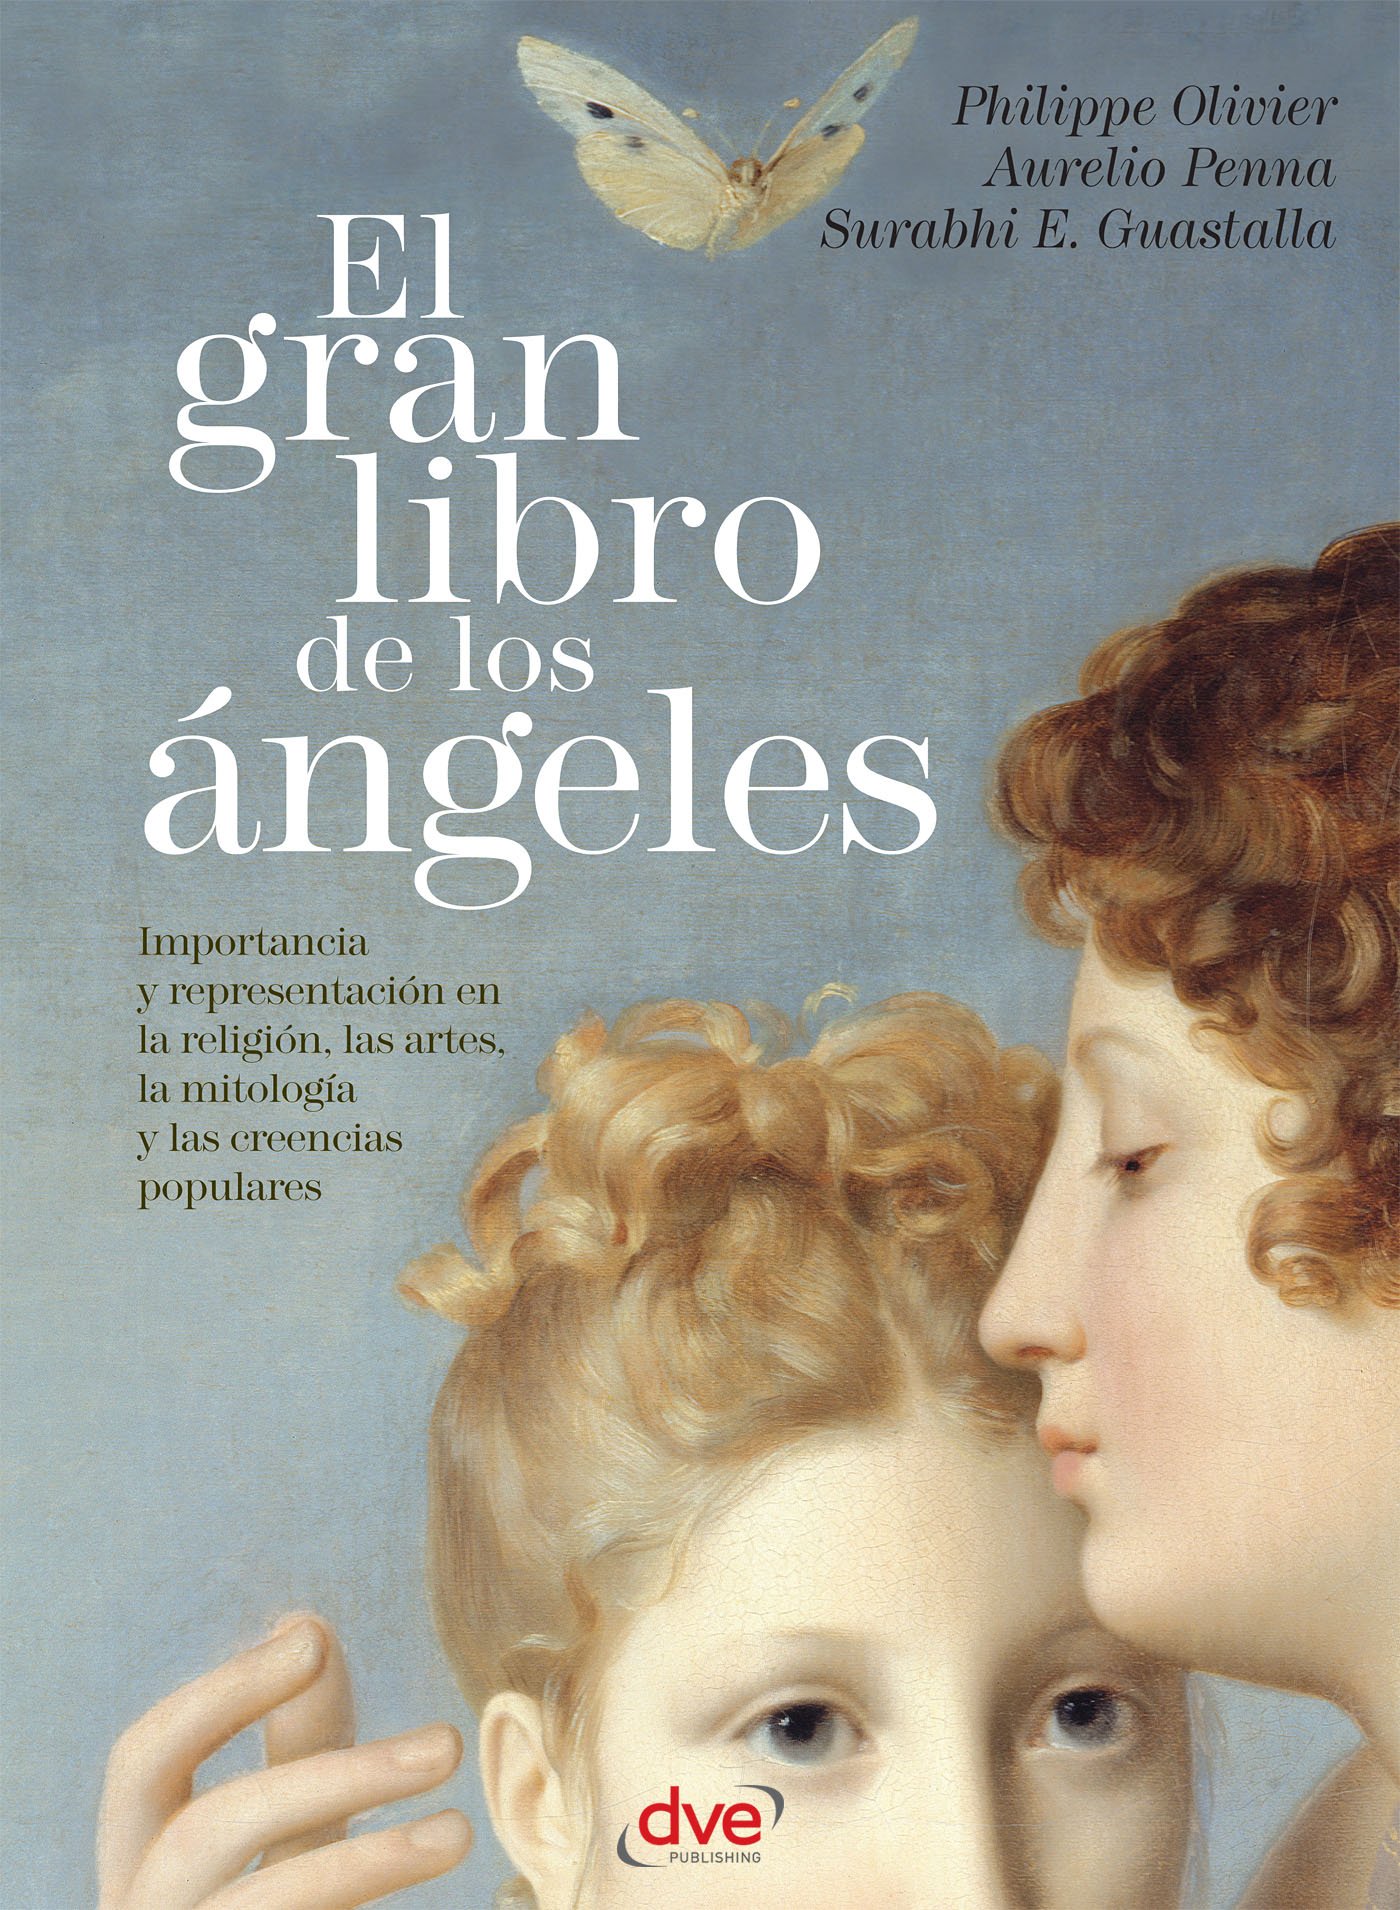 Philippe Olivier
Aurelio Penna
Surabhi E. Guastalla
El
gran
libro
de los
ángeles
Importancia
y representación en
la religión, las artes,
la mitología
y las creencias
populares
dve
PUBLISHING